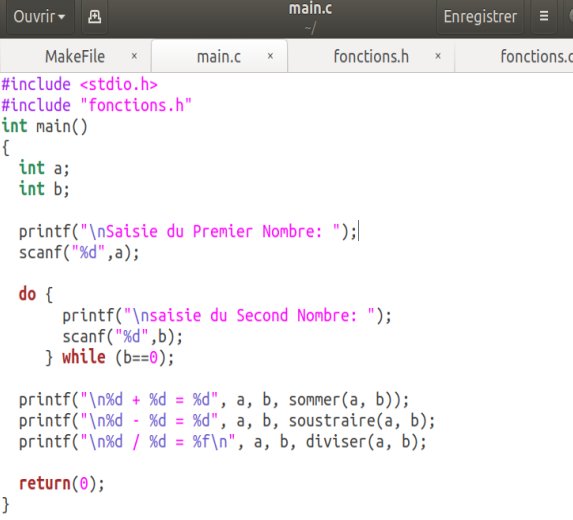 Ouvrir
main.c
~/
Enregistrer
MakeFile × main.c × fonctions.h × fonctions.c
#include <stdio.h>
#include "fonctions.h"
int main()
{
int a;
int b;
printf("\nSaisie du Premier Nombre: ");
scanf("%d",a);
do {
printf("\nsaisie du Second Nombre: ");
scanf("%d",b);
} while (b==0);
printf("\n%d + %d = %d", a, b, sommer(a, b));
printf("\n%d - %d = %d", a, b, soustraire(a, b);
printf("\n%d / %d = %f\n", a, b, diviser(a, b);
return(0);
}